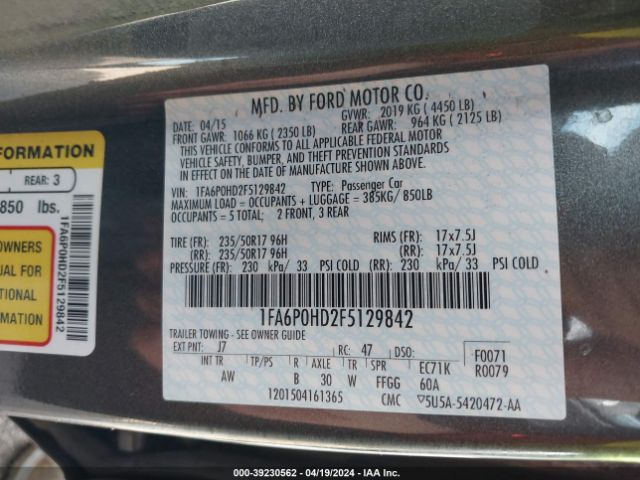 MFD. BY FORD MOTOR CO.
DATE: 04/15
GVWR: 2019 KG ( 4450 LB)
FRONT GAWR: 1066 KG ( 2350 LB)
REAR GAWR: 964 KG ( 2125 LB)
THIS VEHICLE CONFORMS TO ALL APPLICABLE FEDERAL MOTOR
VEHICLE SAFETY, BUMPER, AND THEFT PREVENTION STANDARDS
IN EFFECT ON THE DATE OF MANUFACTURE SHOWN ABOVE.
VIN: 1FA6P0HD2F5129842 TYPE: Passenger Car
MAXIMUM LOAD = OCCUPANTS + LUGGAGE = 385KG/ 850LB
OCCUPANTS = 5 TOTAL; 2 FRONT, 3 REAR
TIRE (FR): 235/50R17 96H RIMS (FR): 17x7.5J
(RR): 235/50R17 96H (RR): 17x7.5J
PRESSURE (FR): 230 kPa/ 33 PSI COLD (RR): 230 kPa/ 33 PSI COLD
1FA6P0HD2F5129842
TRAILER TOWING - SEE OWNER GUIDE
EXT PNT: J7 RC: 47 DSO: F0071
INT TR TP/PS R AXLE TR SPR EC71K R0079
AW B 30 W FFGG 60A
1201504161365 CMC ▽5U5A-5420472-AA
FORMATION
REAR: 3
850 lbs.
OWNERS
UAL FOR
TIONAL
MATION
1FA6P0HD2F5129842
000-39230562 - 04/19/2024 - IAA Inc.